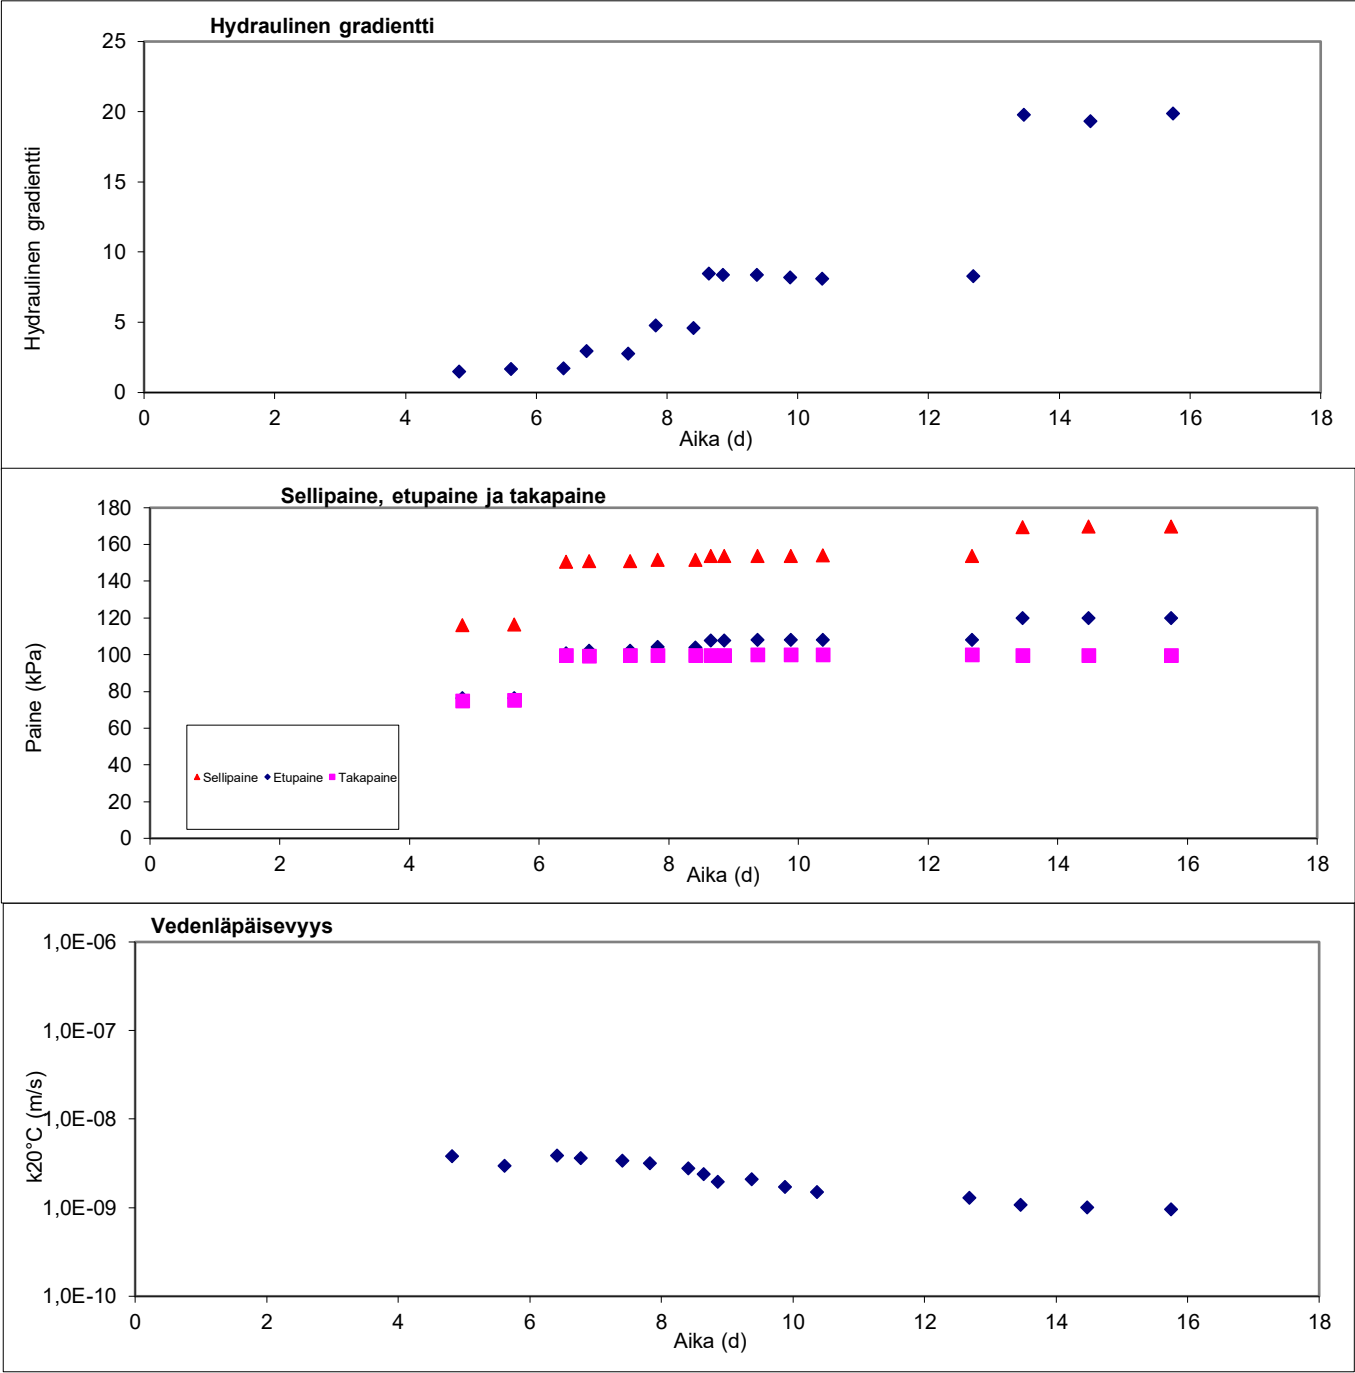 Hydraulinen gradientti
25
20
15
10
5
0
Hydraulinen gradientti
0 2 4 6 8 10 12 14 16 18
Aika (d)
Sellipaine, etupaine ja takapaine
180
160
140
120
100
80
60
40
20
0
Paine (kPa)
Sellipaine Etupaine Takapaine
0 2 4 6 8 10 12 14 16 18
Aika (d)
Vedenläpäisevyys
1,0E-06
1,0E-07
1,0E-08
1,0E-09
1,0E-10
k20°C (m/s)
0 2 4 6 8 10 12 14 16 18
Aika (d)